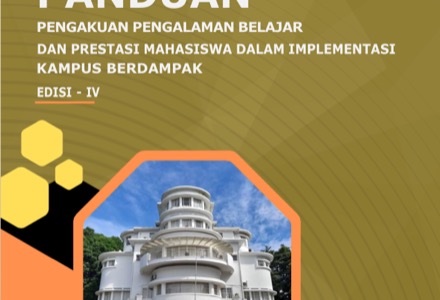 PANDUAN
PENGAKUAN PENGALAMAN BELAJAR
DAN PRESTASI MAHASISWA DALAM IMPLEMENTASI
KAMPUS BERDAMPAK
EDISI - IV